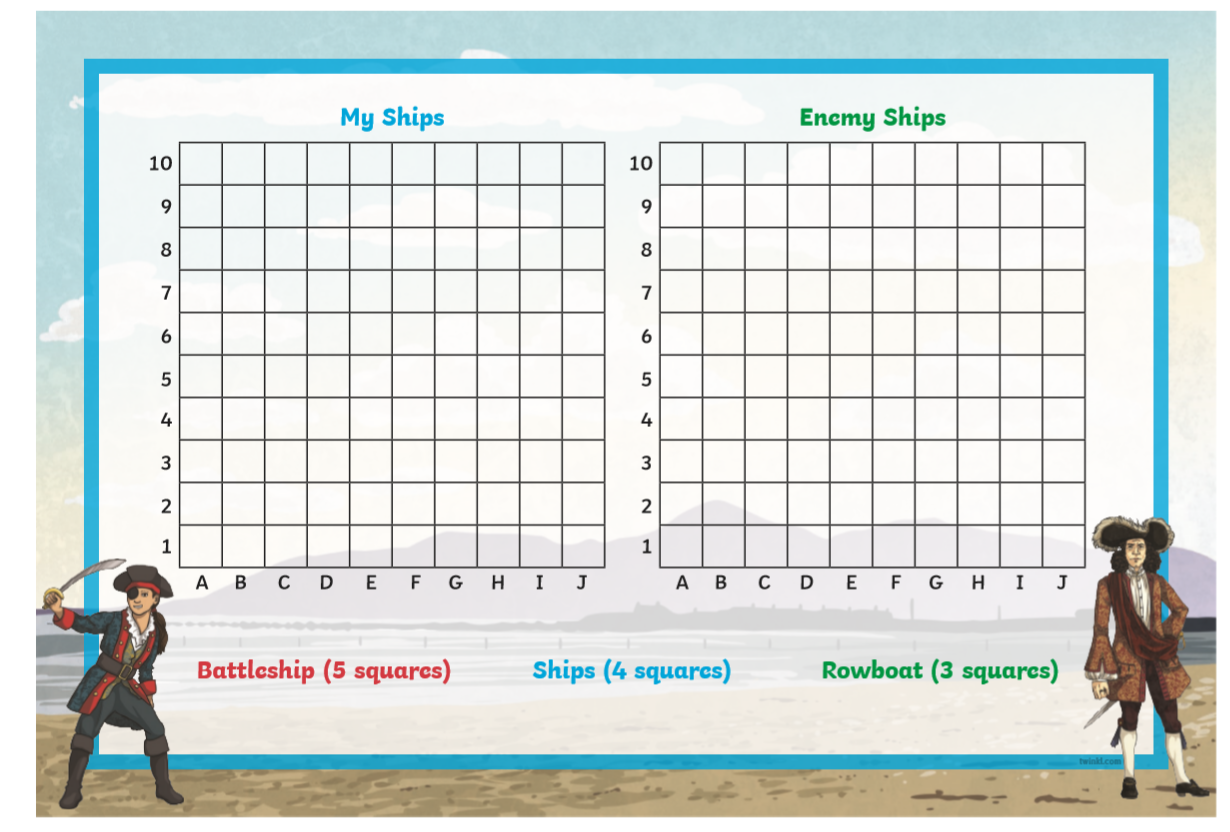 My Ships
Enemy Ships
10
9
8
7
6
5
4
3
2
1
A B C D E F G H I J
10
9
8
7
6
5
4
3
2
1
A B C D E F G H I J
Battleship (5 squares)
Ships (4 squares)
Rowboat (3 squares)
twinkl.com